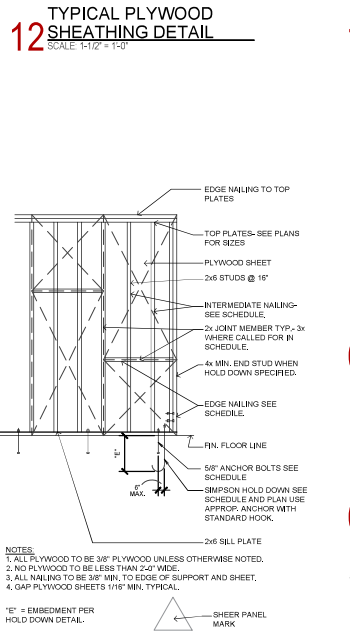 12
TYPICAL PLYWOOD
SHEATHING DETAIL
SCALE: 1-1/2" = 1'-0"
EDGE NAILING TO TOP
PLATES
TOP PLATES- SEE PLANS
FOR SIZES
PLYWOOD SHEET
2x6 STUDS @ 16"
INTERMEDIATE NAILING-
SEE SCHEDULE.
2x JOINT MEMBER TYP.- 3x
WHERE CALLED FOR IN
SCHEDULE.
4x MIN. END STUD WHEN
HOLD DOWN SPECIFIED.
EDGE NAILING SEE
SCHEDILE.
FIN. FLOOR LINE
5/8" ANCHOR BOLTS SEE
SCHEDULE
SIMPSON HOLD DOWN SEE
SCHEDULE AND PLAN USE
APPROP. ANCHOR WITH
STANDARD HOOK.
"E"
6"
MAX.
2x6 SILL PLATE
NOTES:
1. ALL PLYWOOD TO BE 3/8" PLYWOOD UNLESS OTHERWISE NOTED.
2. NO PLYWOOD TO BE LESS THAN 2'-0" WIDE.
3. ALL NAILING TO BE 3/8" MIN. TO EDGE OF SUPPORT AND SHEET.
4. GAP PLYWOOD SHEETS 1/16" MIN. TYPICAL.
"E" = EMBEDMENT PER
HOLD DOWN DETAIL.
SHEER PANEL
MARK